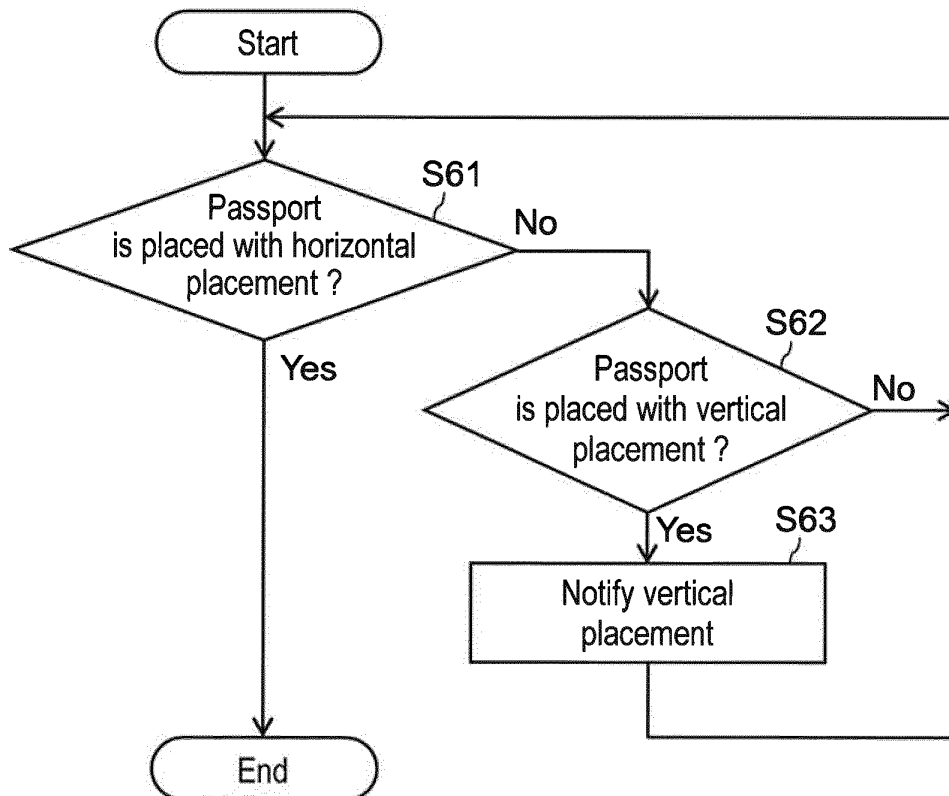 Start
S61
Passport
is placed with horizontal
placement ?
No
Yes
S62
Passport
is placed with vertical
placement ?
No
Yes
S63
Notify vertical
placement
End